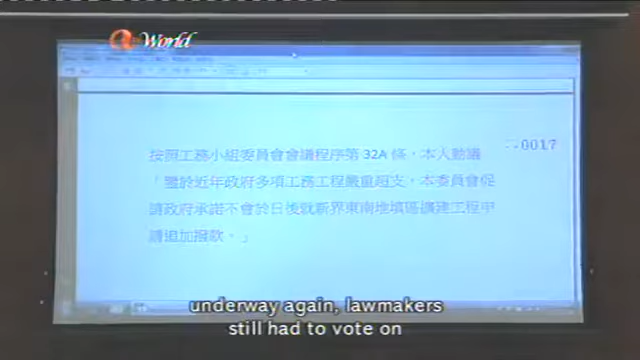 World
0017
按照工務小組委員會會議程序第 32A 條，本人動議
「鑑於近年政府多項工務工程嚴重超支，本委員會促
請政府承諾不會於日後就新界東南堆填區擴建工程申
請追加撥款。」
underway again, lawmakers
still had to vote on